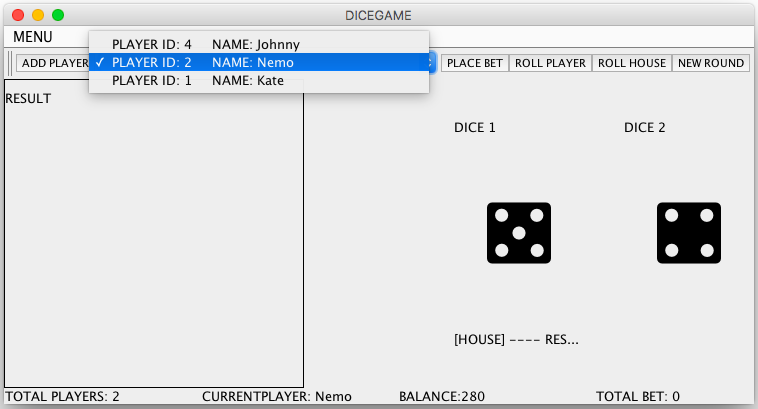 DICEGAME
MENU
PLAYER ID: 4 NAME: Johnny
ADD PLAYER ✓ PLAYER ID: 2 NAME: Nemo PLACE BET ROLL PLAYER ROLL HOUSE NEW ROUND
PLAYER ID: 1 NAME: Kate
RESULT
DICE 1 DICE 2
[HOUSE] ---- RES...
TOTAL PLAYERS: 2 CURRENTPLAYER: Nemo BALANCE:280 TOTAL BET: 0